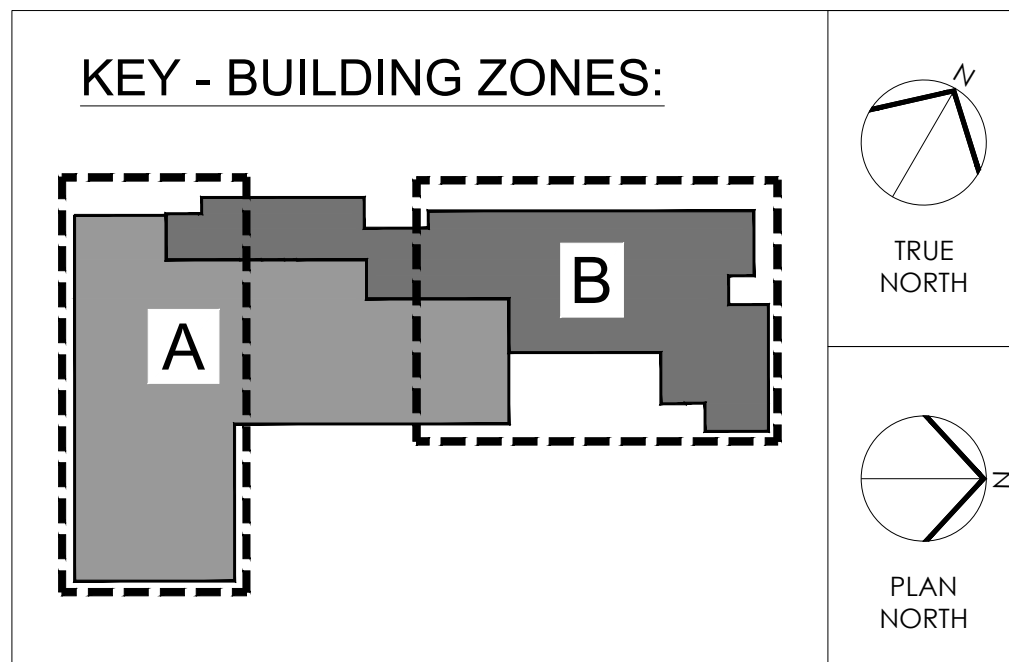 KEY - BUILDING ZONES:
A
B
N
TRUE
NORTH
N
PLAN
NORTH